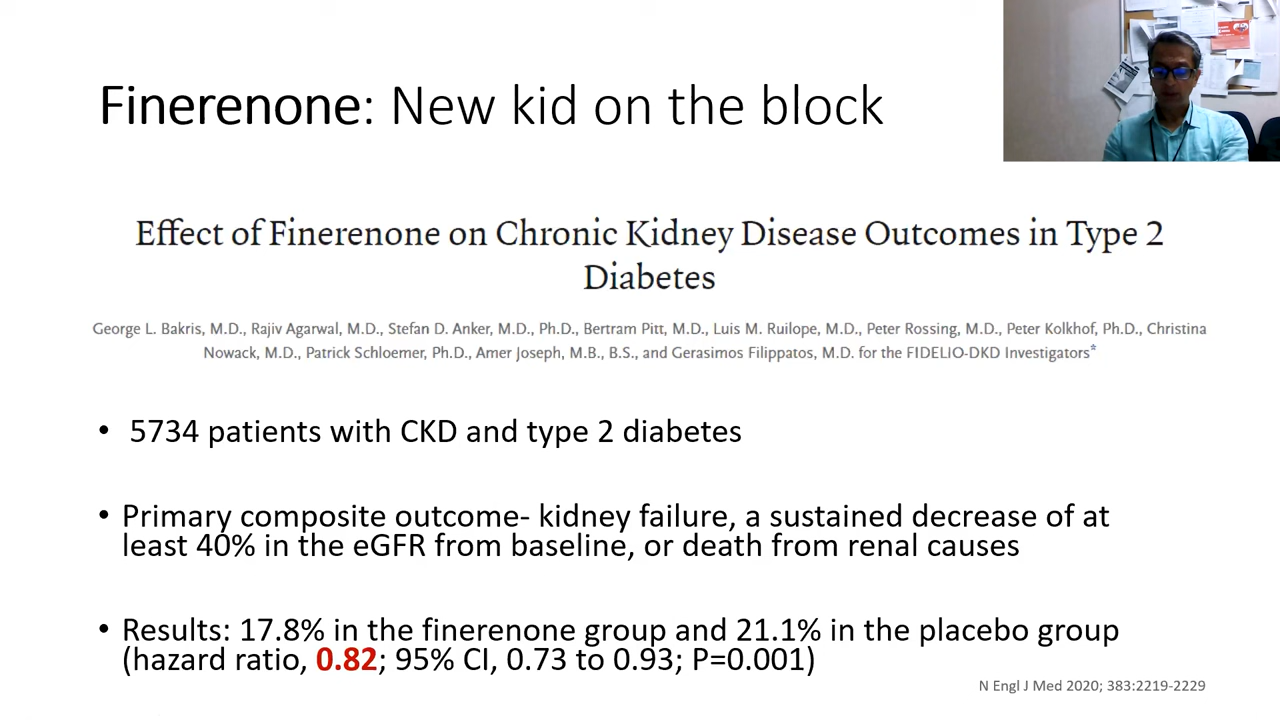 Finerenone: New kid on the block
Effect of Finerenone on Chronic Kidney Disease Outcomes in Type 2
Diabetes
George L. Bakris, M.D., Rajiv Agarwal, M.D., Stefan D. Anker, M.D., Ph.D., Bertram Pitt, M.D., Luis M. Ruilope, M.D., Peter Rossing, M.D., Peter Kolkhof, Ph.D., Christina
Nowack, M.D., Patrick Schloemer, Ph.D., Amer Joseph, M.B., B.S., and Gerasimos Filippatos, M.D. for the FIDELIO-DKD Investigators*
• 5734 patients with CKD and type 2 diabetes
• Primary composite outcome- kidney failure, a sustained decrease of at
least 40% in the eGFR from baseline, or death from renal causes
• Results: 17.8% in the finerenone group and 21.1% in the placebo group
(hazard ratio, 0.82; 95% CI, 0.73 to 0.93; P=0.001)
N Engl J Med 2020; 383:2219-2229